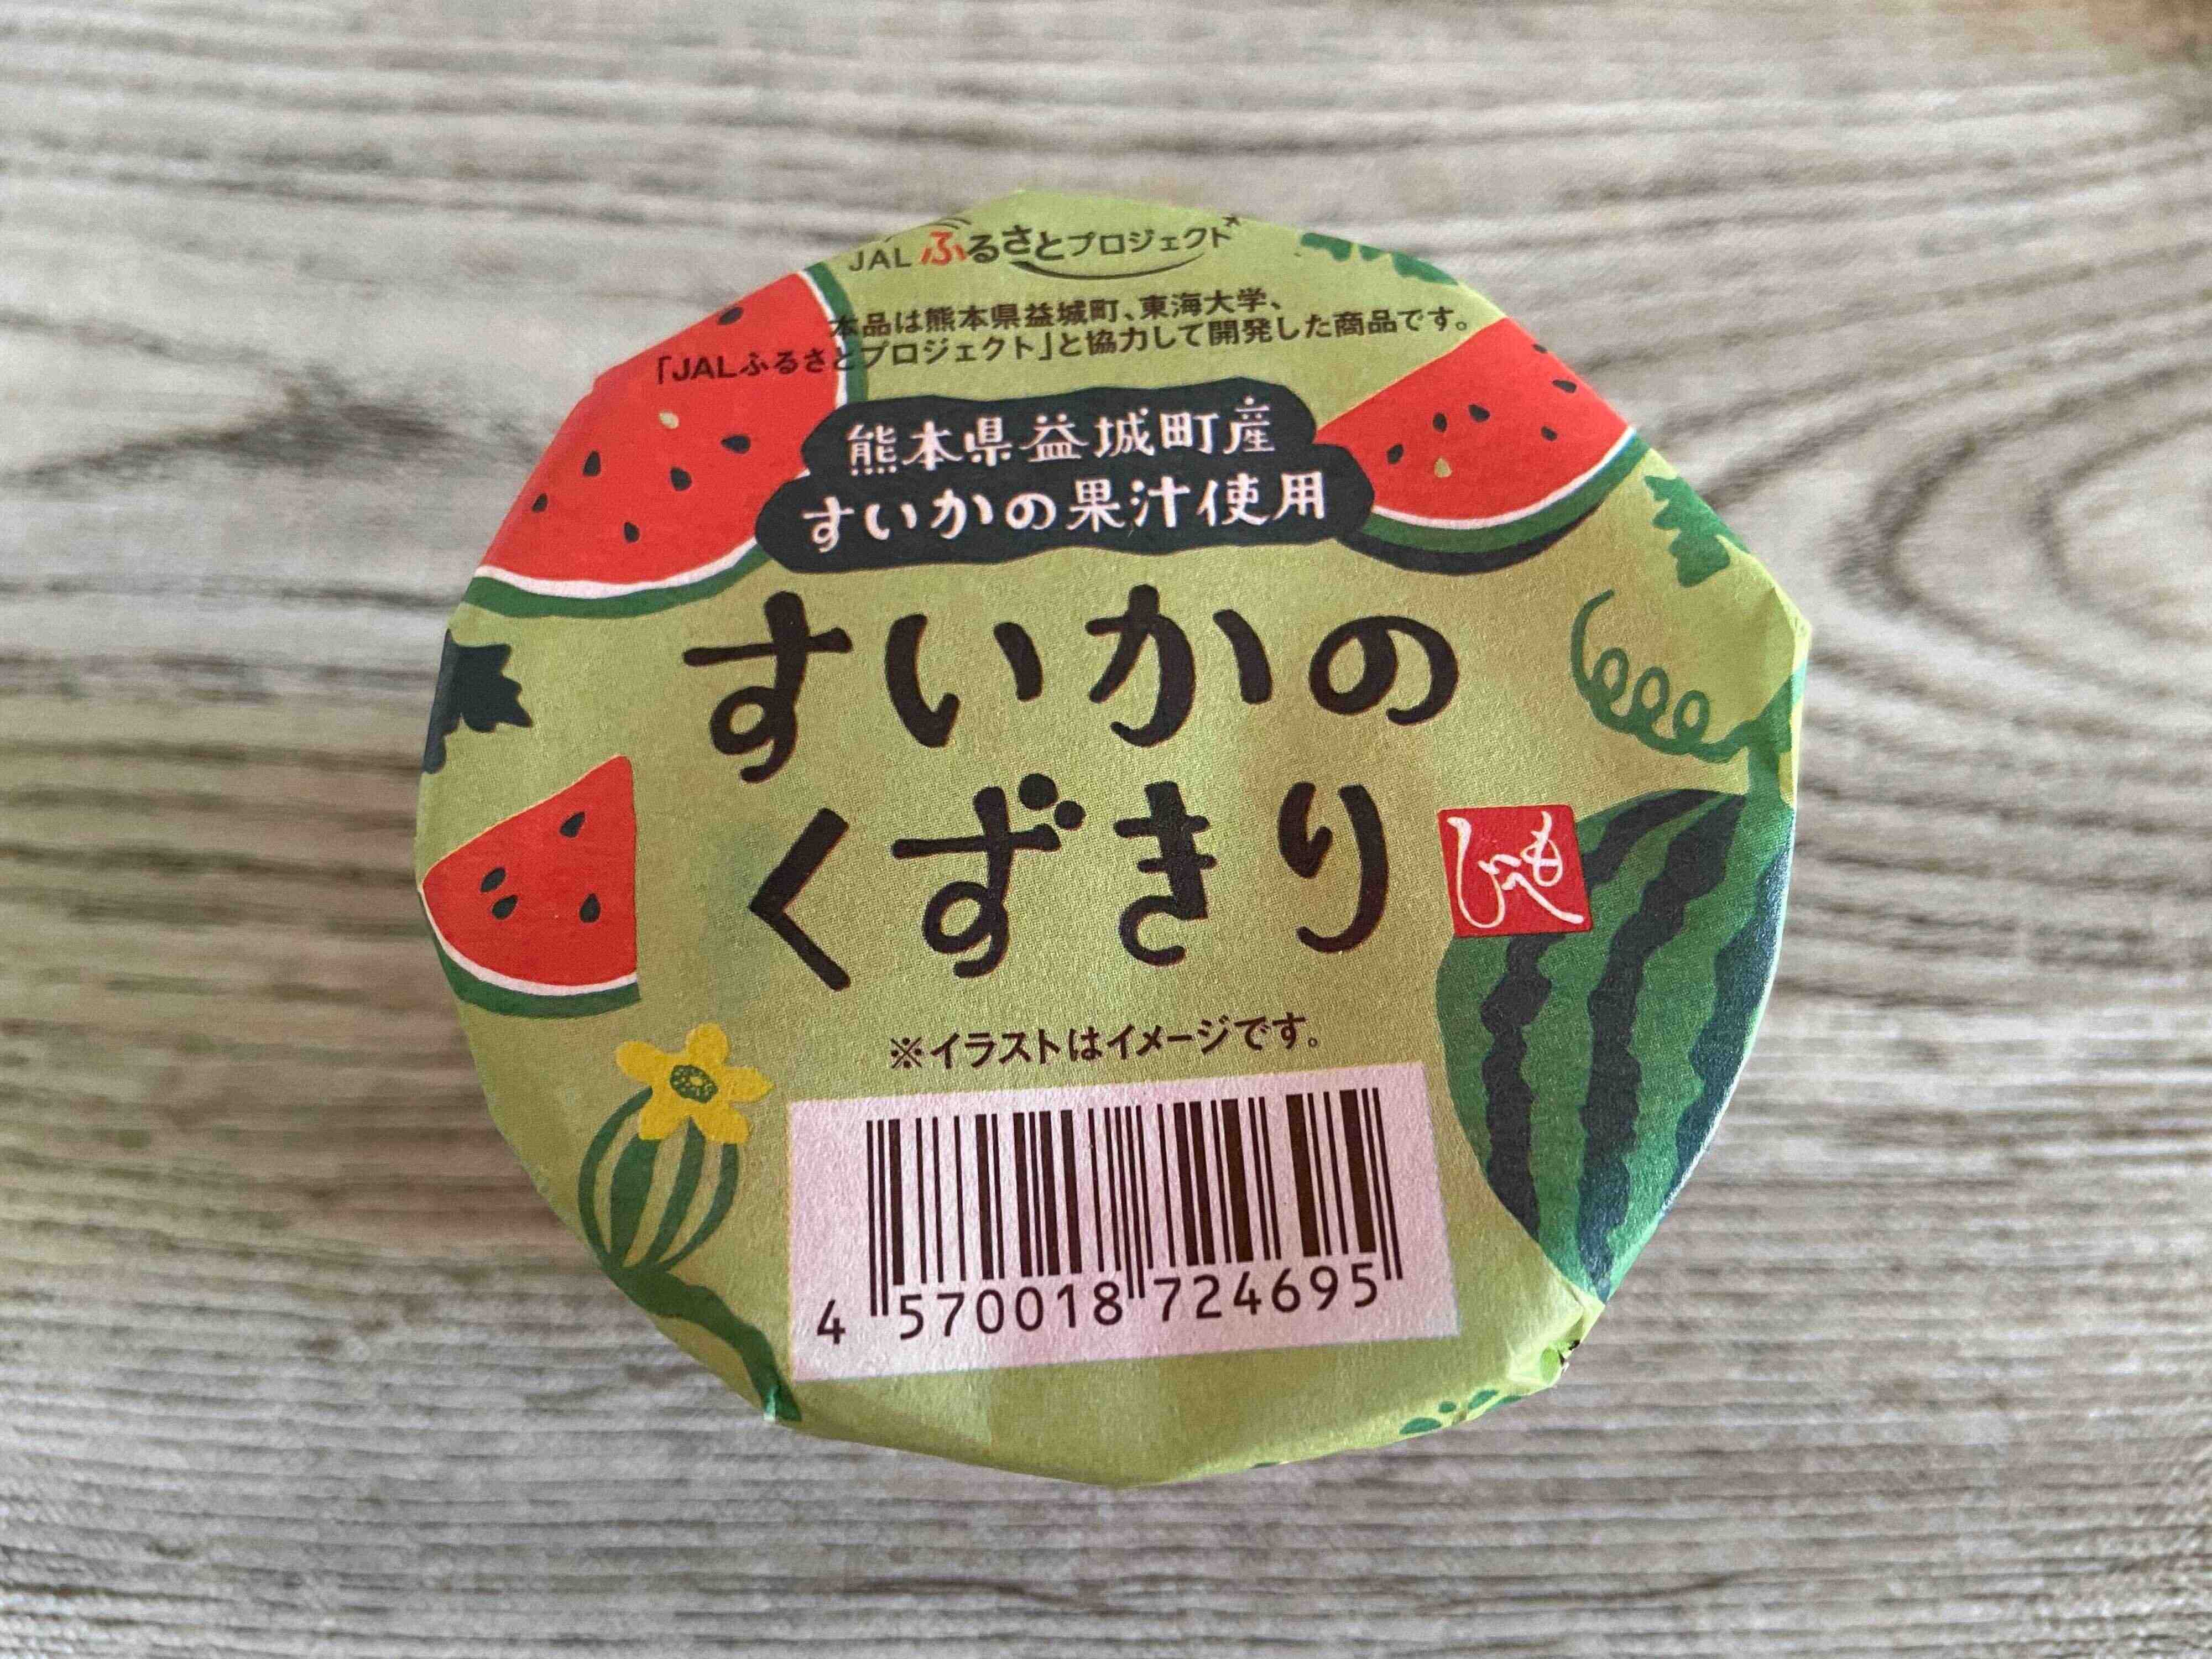 JALふるさとプロジェクト
本品は熊本県益城町、東海大学、
「JALふるさとプロジェクト」と協力して開発した商品です。
熊本県益城町産
すいかの果汁使用
すいかの
くずきり
もへじ
※イラストはイメージです。
4 570018 724695